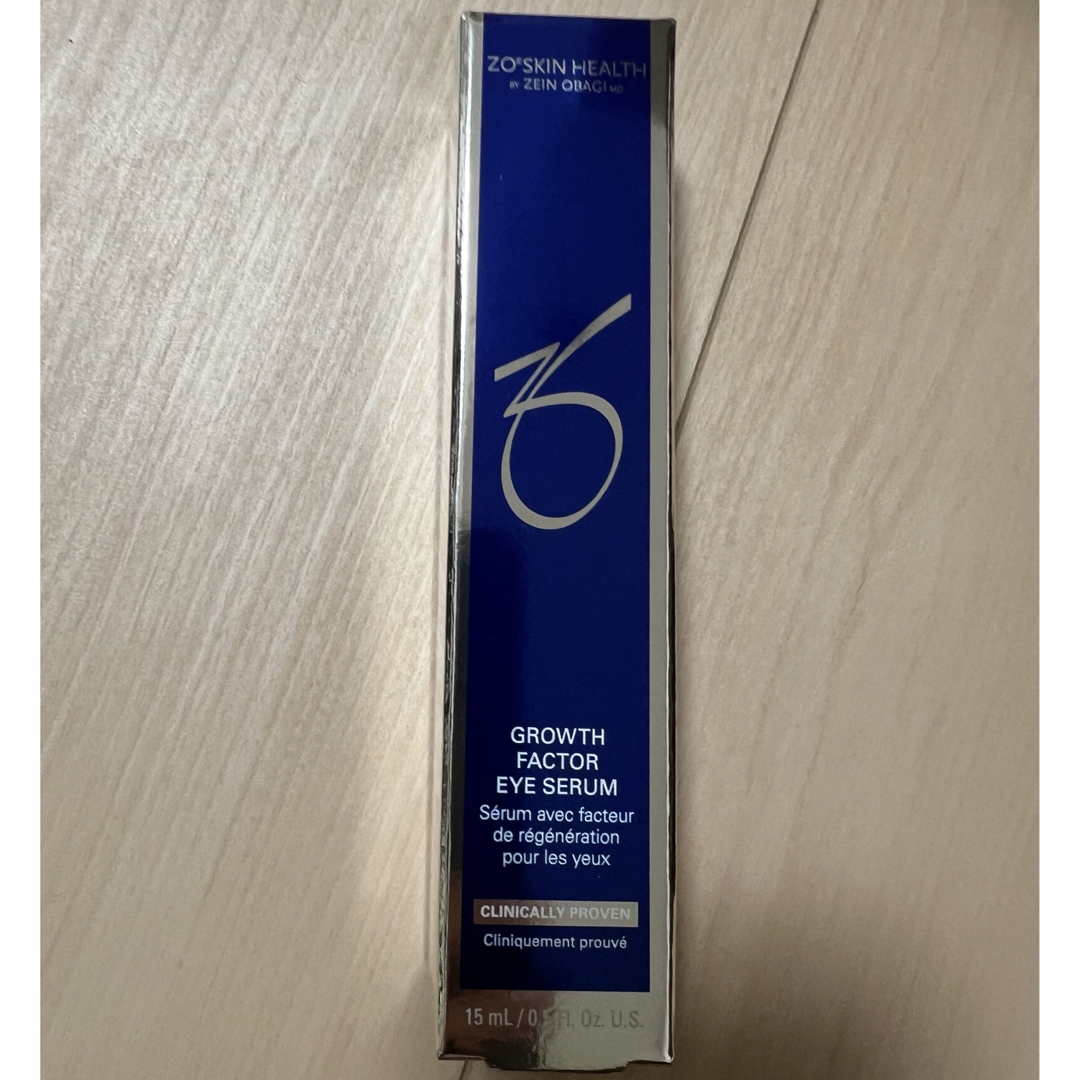 ZO® SKIN HEALTH
BY ZEIN OBAGI MD
ZO
GROWTH
FACTOR
EYE SERUM
Sérum avec facteur
de régénération
pour les yeux
CLINICALLY PROVEN
Cliniquement prouvé
15 mL / 0.5 Fl. Oz. U.S.